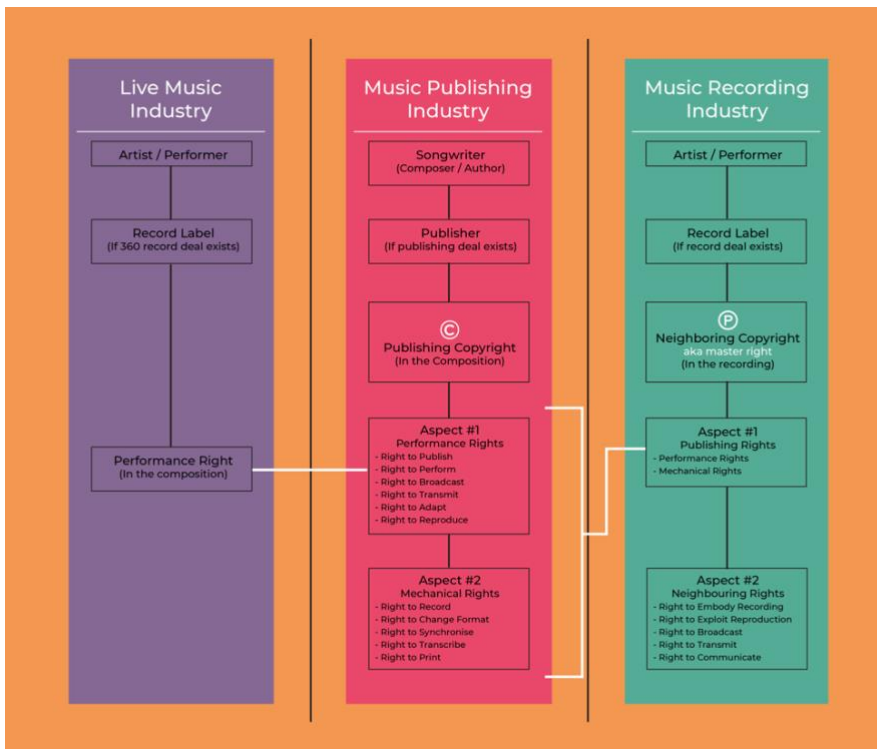 Live Music
Industry
Artist / Performer
Record Label
(If 360 record deal exists)
Performance Right
(In the composition)
Music Publishing
Industry
Songwriter
(Composer / Author)
Publisher
(If publishing deal exists)
©
Publishing Copyright
(In the Composition)
Aspect #1
Performance Rights
- Right to Publish
- Right to Perform
- Right to Broadcast
- Right to Transmit
- Right to Adapt
- Right to Reproduce
Aspect #2
Mechanical Rights
- Right to Record
- Right to Change Format
- Right to Synchronise
- Right to Transcribe
- Right to Print
Music Recording
Industry
Artist / Performer
Record Label
(If record deal exists)
℗
Neighboring Copyright
aka master right
(In the recording)
Aspect #1
Publishing Rights
- Performance Rights
- Mechanical Rights
Aspect #2
Neighbouring Rights
- Right to Embody Recording
- Right to Exploit Reproduction
- Right to Broadcast
- Right to Transmit
- Right to Communicate